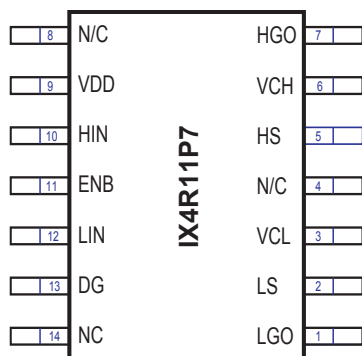 8 N/C HGO 7
9 VDD VCH 6
10 HIN HS 5
11 ENB N/C 4
12 LIN VCL 3
13 DG LS 2
14 NC LGO 1
IX4R11P7